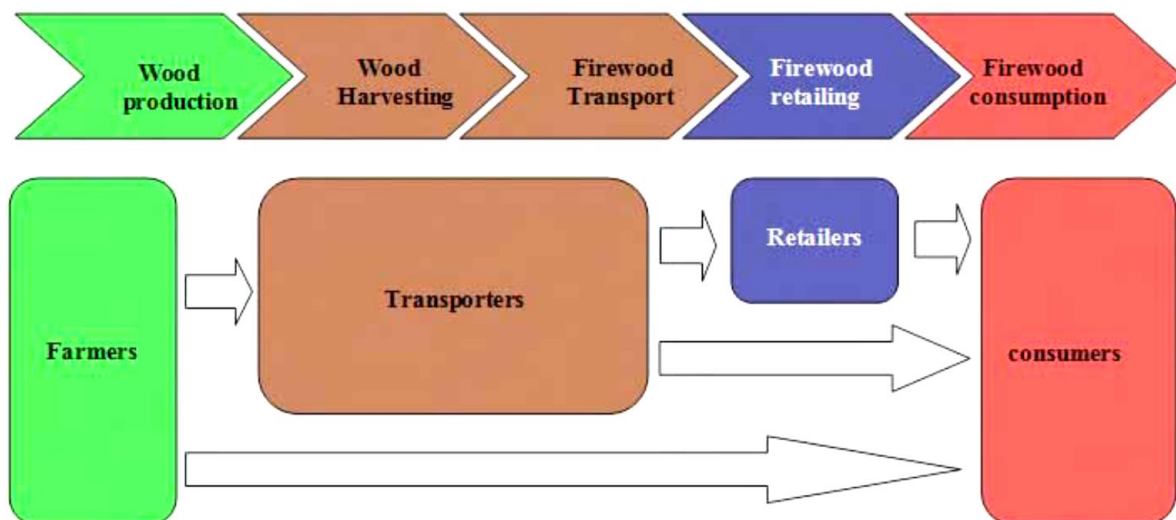 Wood
production
Wood
Harvesting
Firewood
Transport
Firewood
retailing
Firewood
consumption
Farmers
Transporters
Retailers
consumers